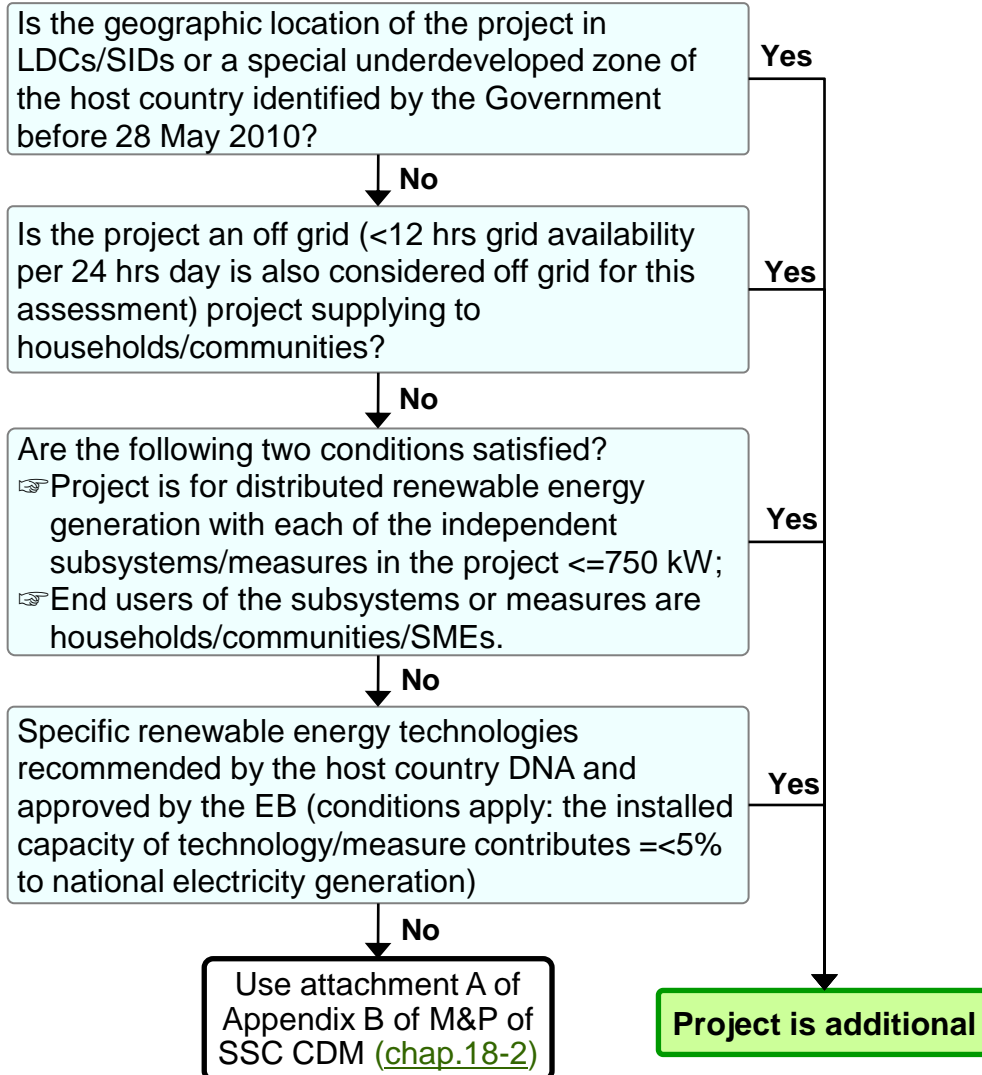 Is the geographic location of the project in
LDCs/SIDs or a special underdeveloped zone of
the host country identified by the Government
before 28 May 2010?
Yes
No
Is the project an off grid (<12 hrs grid availability
per 24 hrs day is also considered off grid for this
assessment) project supplying to
households/communities?
Yes
No
Are the following two conditions satisfied?
☞Project is for distributed renewable energy
generation with each of the independent
subsystems/measures in the project <=750 kW;
☞End users of the subsystems or measures are
households/communities/SMEs.
Yes
No
Specific renewable energy technologies
recommended by the host country DNA and
approved by the EB (conditions apply: the installed
capacity of technology/measure contributes =<5%
to national electricity generation)
Yes
No
Use attachment A of
Appendix B of M&P of
SSC CDM (chap.18-2)
Project is additional